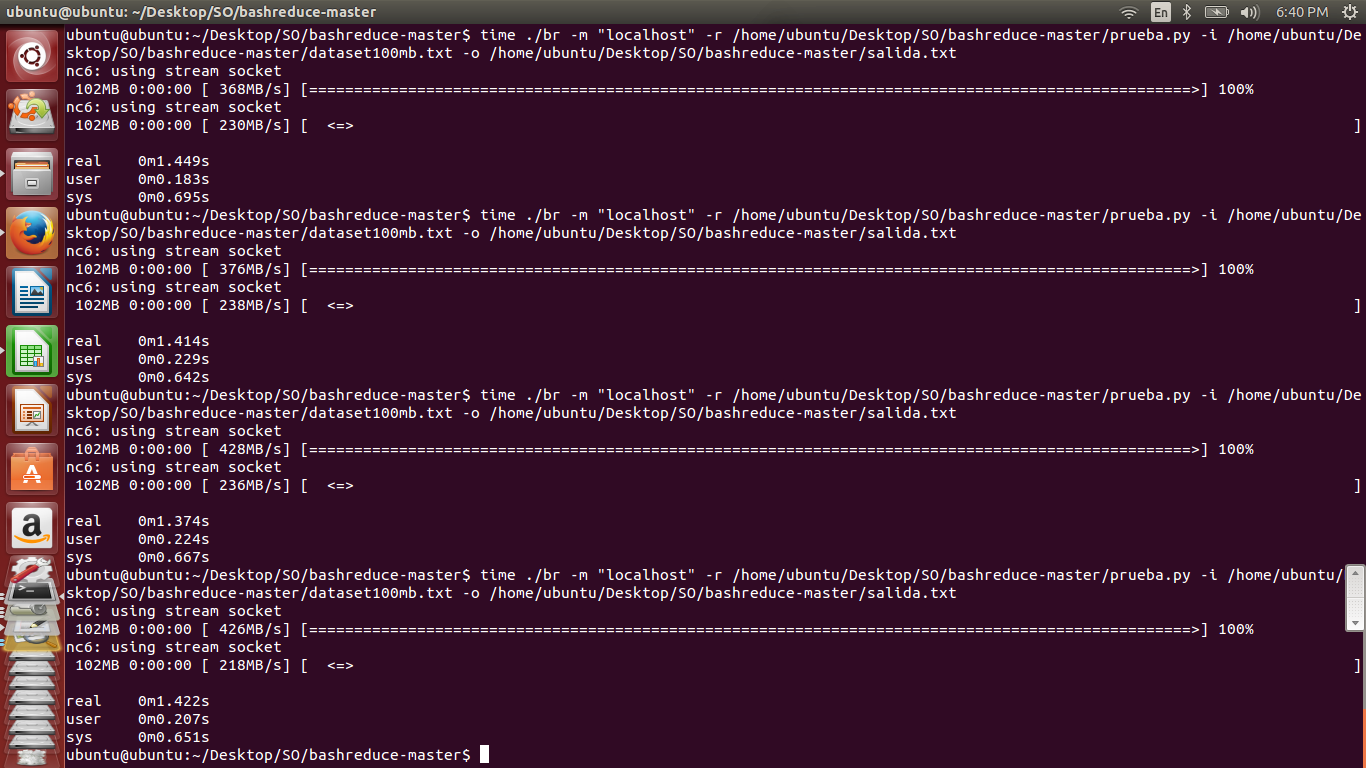 ubuntu@ubuntu: ~/Desktop/SO/bashreduce-master
En
6:40 PM
ubuntu@ubuntu:~/Desktop/SO/bashreduce-master$ time ./br -m "localhost" -r /home/ubuntu/Desktop/SO/bashreduce-master/prueba.py -i /home/ubuntu/De
sktop/SO/bashreduce-master/dataset100mb.txt -o /home/ubuntu/Desktop/SO/bashreduce-master/salida.txt
nc6: using stream socket
 102MB 0:00:00 [ 368MB/s] [==================================================================================================>] 100%
nc6: using stream socket
 102MB 0:00:00 [ 230MB/s] [  <=> ]
real    0m1.449s
user    0m0.183s
sys     0m0.695s
ubuntu@ubuntu:~/Desktop/SO/bashreduce-master$ time ./br -m "localhost" -r /home/ubuntu/Desktop/SO/bashreduce-master/prueba.py -i /home/ubuntu/De
sktop/SO/bashreduce-master/dataset100mb.txt -o /home/ubuntu/Desktop/SO/bashreduce-master/salida.txt
nc6: using stream socket
 102MB 0:00:00 [ 376MB/s] [==================================================================================================>] 100%
nc6: using stream socket
 102MB 0:00:00 [ 238MB/s] [  <=> ]
real    0m1.414s
user    0m0.229s
sys     0m0.642s
ubuntu@ubuntu:~/Desktop/SO/bashreduce-master$ time ./br -m "localhost" -r /home/ubuntu/Desktop/SO/bashreduce-master/prueba.py -i /home/ubuntu/De
sktop/SO/bashreduce-master/dataset100mb.txt -o /home/ubuntu/Desktop/SO/bashreduce-master/salida.txt
nc6: using stream socket
 102MB 0:00:00 [ 428MB/s] [==================================================================================================>] 100%
nc6: using stream socket
 102MB 0:00:00 [ 236MB/s] [  <=> ]
real    0m1.374s
user    0m0.224s
sys     0m0.667s
ubuntu@ubuntu:~/Desktop/SO/bashreduce-master$ time ./br -m "localhost" -r /home/ubuntu/Desktop/SO/bashreduce-master/prueba.py -i /home/ubuntu/
sktop/SO/bashreduce-master/dataset100mb.txt -o /home/ubuntu/Desktop/SO/bashreduce-master/salida.txt
nc6: using stream socket
 102MB 0:00:00 [ 426MB/s] [==================================================================================================>] 100%
nc6: using stream socket
 102MB 0:00:00 [ 218MB/s] [  <=> ]
real    0m1.422s
user    0m0.207s
sys     0m0.651s
ubuntu@ubuntu:~/Desktop/SO/bashreduce-master$